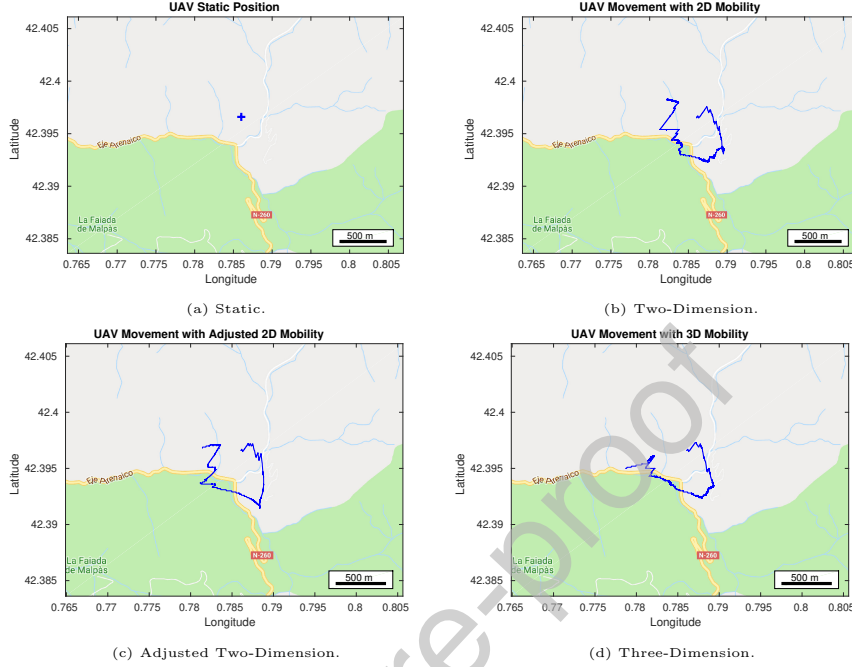 UAV Static Position
42.405
42.4
42.395
42.39
42.385
Latitude
Eje Arenaico
La Faiada
de Malpàs
N-260
500 m
0.765 0.77 0.775 0.78 0.785 0.79 0.795 0.8 0.805
Longitude
(a) Static.
UAV Movement with 2D Mobility
42.405
42.4
42.395
42.39
42.385
Latitude
Eje Arenaico
La Faiada
de Malpàs
N-260
500 m
0.765 0.77 0.775 0.78 0.785 0.79 0.795 0.8 0.805
Longitude
(b) Two-Dimension.
UAV Movement with Adjusted 2D Mobility
42.405
42.4
42.395
42.39
42.385
Latitude
Eje Arenaico
La Faiada
de Malpàs
N-260
500 m
0.765 0.77 0.775 0.78 0.785 0.79 0.795 0.8 0.805
Longitude
(c) Adjusted Two-Dimension.
UAV Movement with 3D Mobility
42.405
42.4
42.395
42.39
42.385
Latitude
Eje Arenaico
La Faiada
de Malpàs
N-260
500 m
0.765 0.77 0.775 0.78 0.785 0.79 0.795 0.8 0.805
Longitude
(d) Three-Dimension.
re-proof